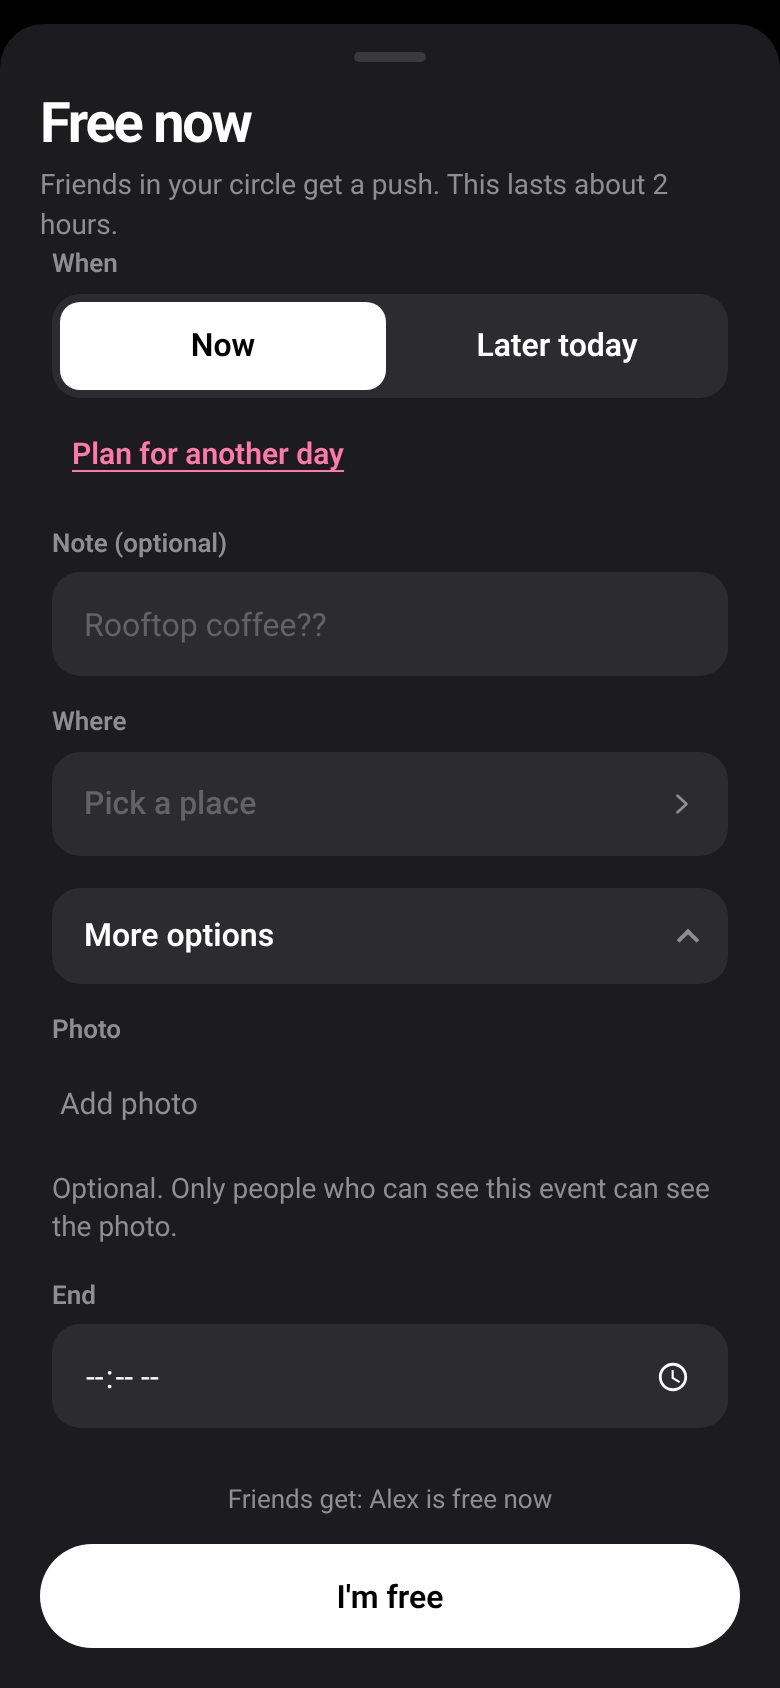 Free now
Friends in your circle get a push. This lasts about 2
hours.
When
Now
Later today
Plan for another day
Note (optional)
Rooftop coffee??
Where
Pick a place
More options
Photo
Add photo
Optional. Only people who can see this event can see
the photo.
End
--:-- --
Friends get: Alex is free now
I'm free